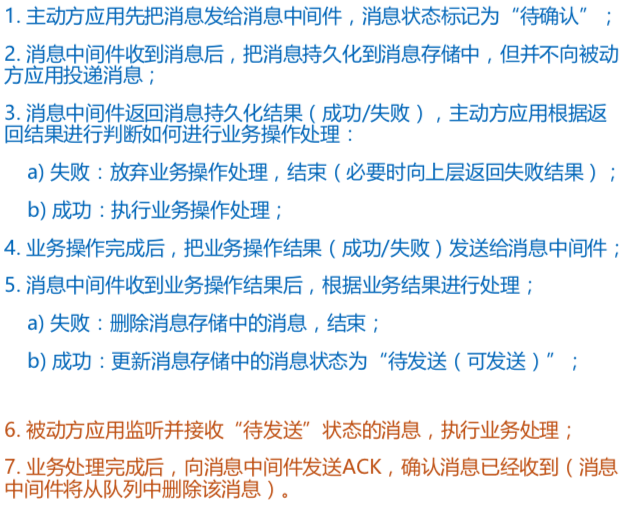 1. 主动方应用先把消息发给消息中间件，消息状态标记为“待确认”；
2. 消息中间件收到消息后，把消息持久化到消息存储中，但并不向被动
方应用投递消息；
3. 消息中间件返回消息持久化结果（成功/失败），主动方应用根据返
回结果进行判断如何进行业务操作处理：
a) 失败：放弃业务操作处理，结束（必要时向上层返回失败结果）；
b) 成功：执行业务操作处理；
4. 业务操作完成后，把业务操作结果（成功/失败）发送给消息中间件；
5. 消息中间件收到业务操作结果后，根据业务结果进行处理；
a) 失败：删除消息存储中的消息，结束；
b) 成功：更新消息存储中的消息状态为“待发送（可发送）”；
6. 被动方应用监听并接收“待发送”状态的消息，执行业务处理；
7. 业务处理完成后，向消息中间件发送ACK，确认消息已经收到（消息
中间件将从队列中删除该消息）。